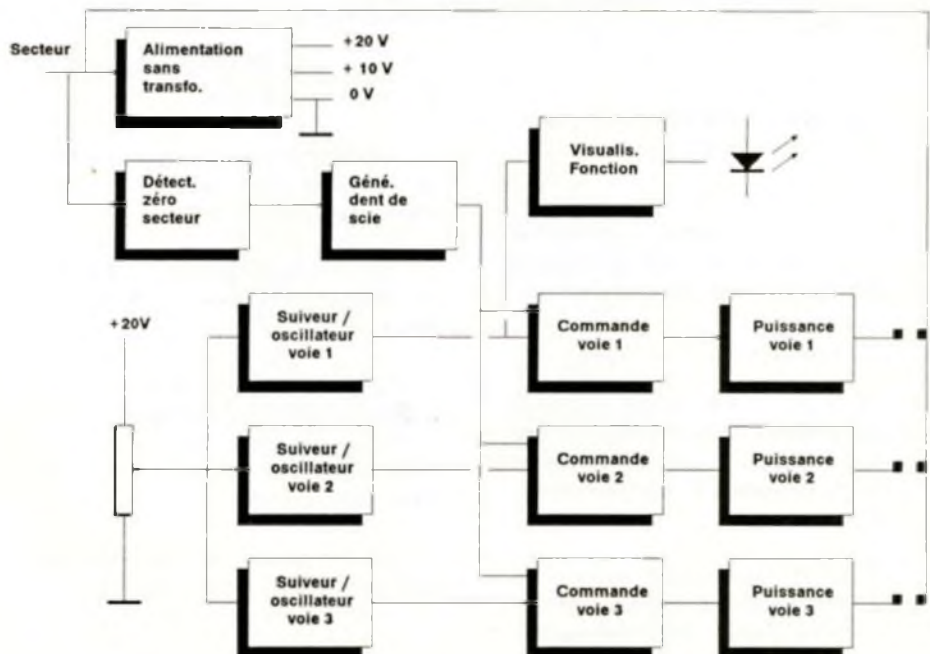 Secteur
Alimentation
sans
transfo.
+20 V
+ 10 V
0 V
Visualis.
Fonction
Détect.
zéro
secteur
Géné.
dent de
scie
+20V
Suiveur /
oscillateur
voie 1
Commande
voie 1
Puissance
voie 1
Suiveur /
oscillateur
voie 2
Commande
voie 2
Puissance
voie 2
Suiveur /
oscillateur
voie 3
Commande
voie 3
Puissance
voie 3